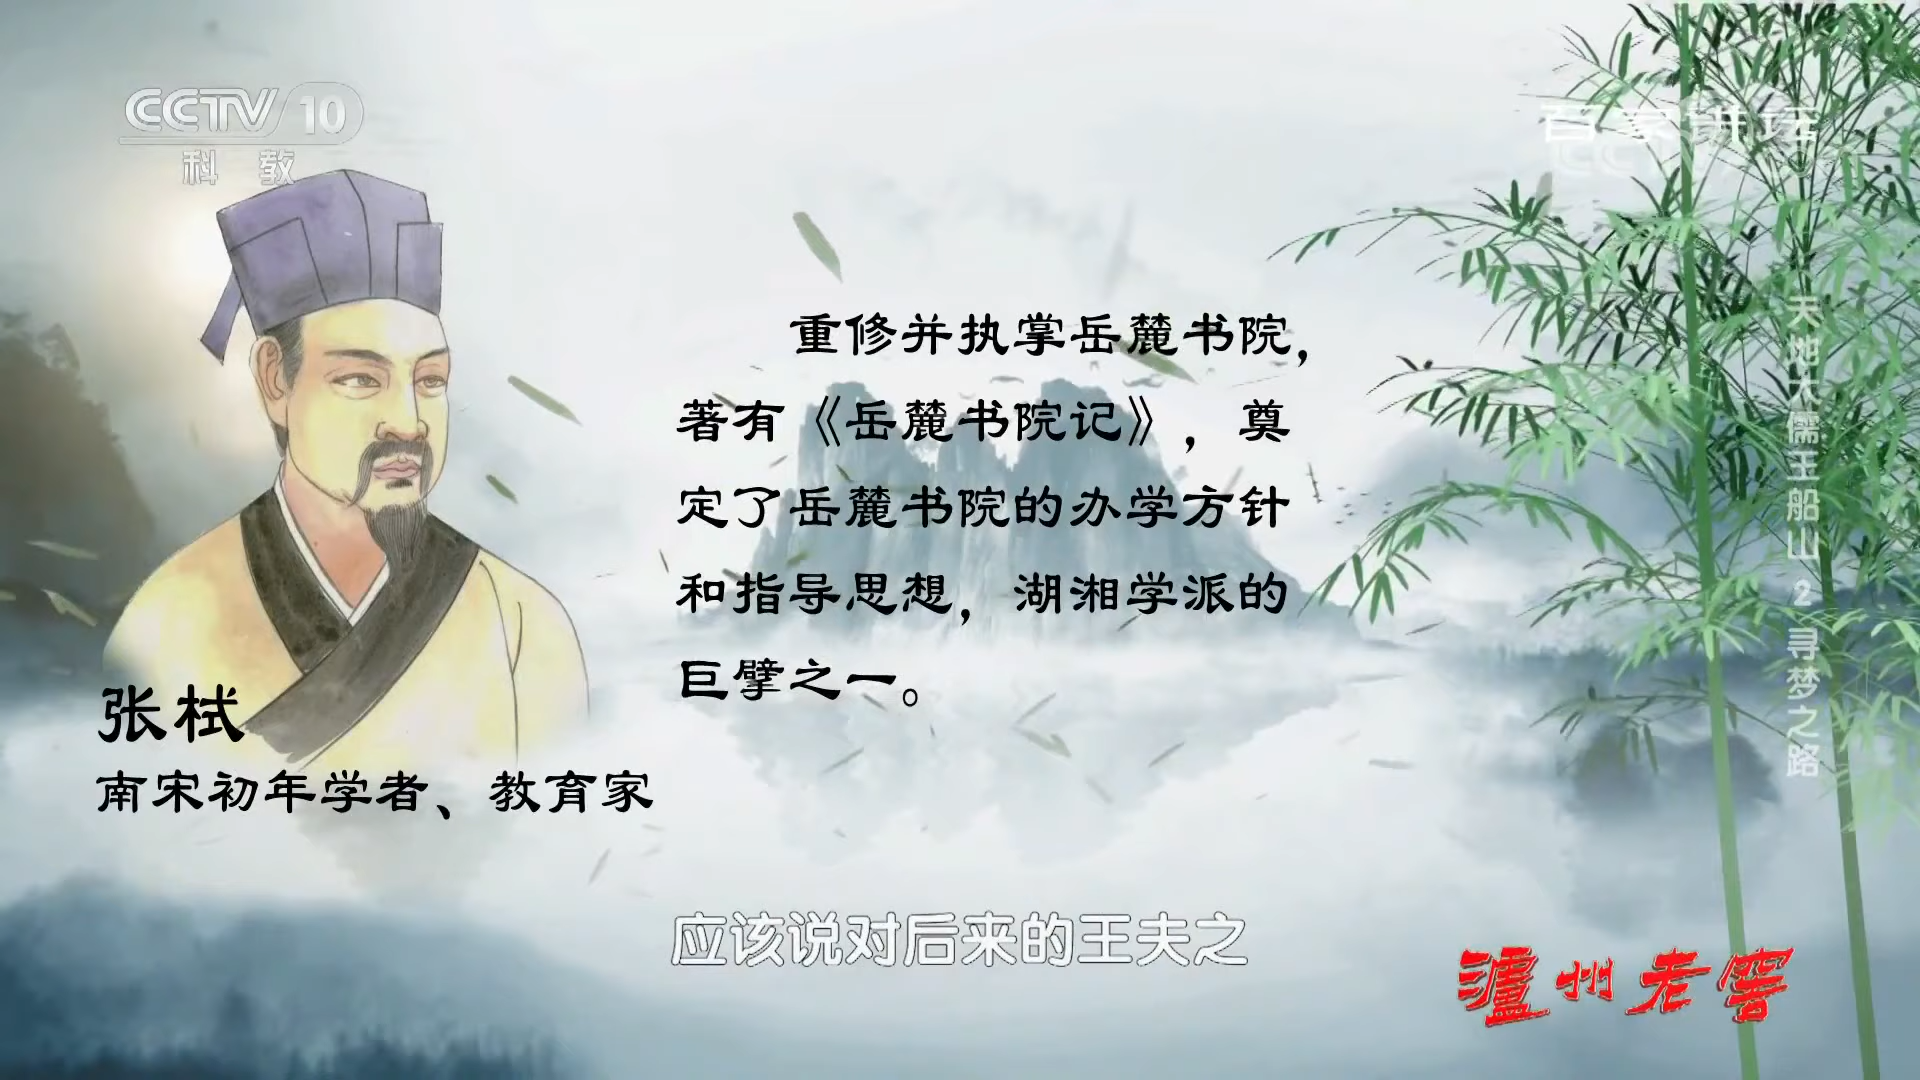 CCTV 10
科 教
百家讲坛
重修并执掌岳麓书院，
著有《岳麓书院记》，奠
定了岳麓书院的办学方针
和指导思想，湖湘学派的
巨擘之一。
张栻
南宋初年学者、教育家
天地大儒王船山 2 寻梦之路
应该说对后来的王夫之
泸州老窖